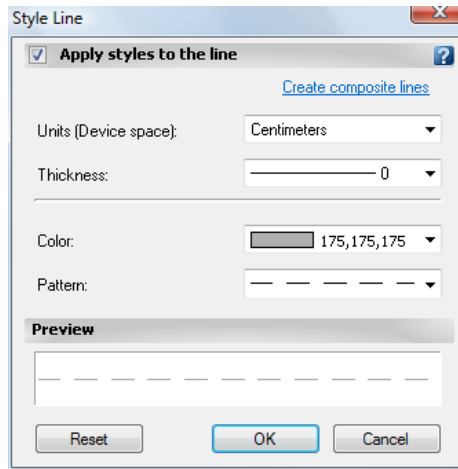 Style Line
Apply styles to the line
Create composite lines
Units (Device space): Centimeters
Thickness: 0
Color: 175,175,175
Pattern:
Preview
Reset OK Cancel